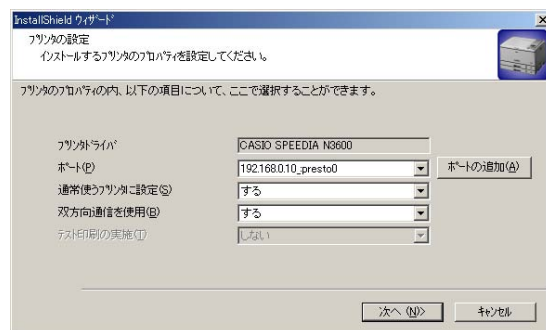 InstallShield ウィザード
プリンタの設定
インストールするプリンタのプロパティを設定してください。
プリンタのプロパティの内、以下の項目について、ここで選択することができます。
プリンタドライバ CASIO SPEEDIA N3600
ポート(P) 192.168.0.10_presto0 ポートの追加(A)
通常使うプリンタに設定(S) する
双方向通信を使用(B) する
テスト印刷の実施(T) しない
次へ(N)> キャンセル